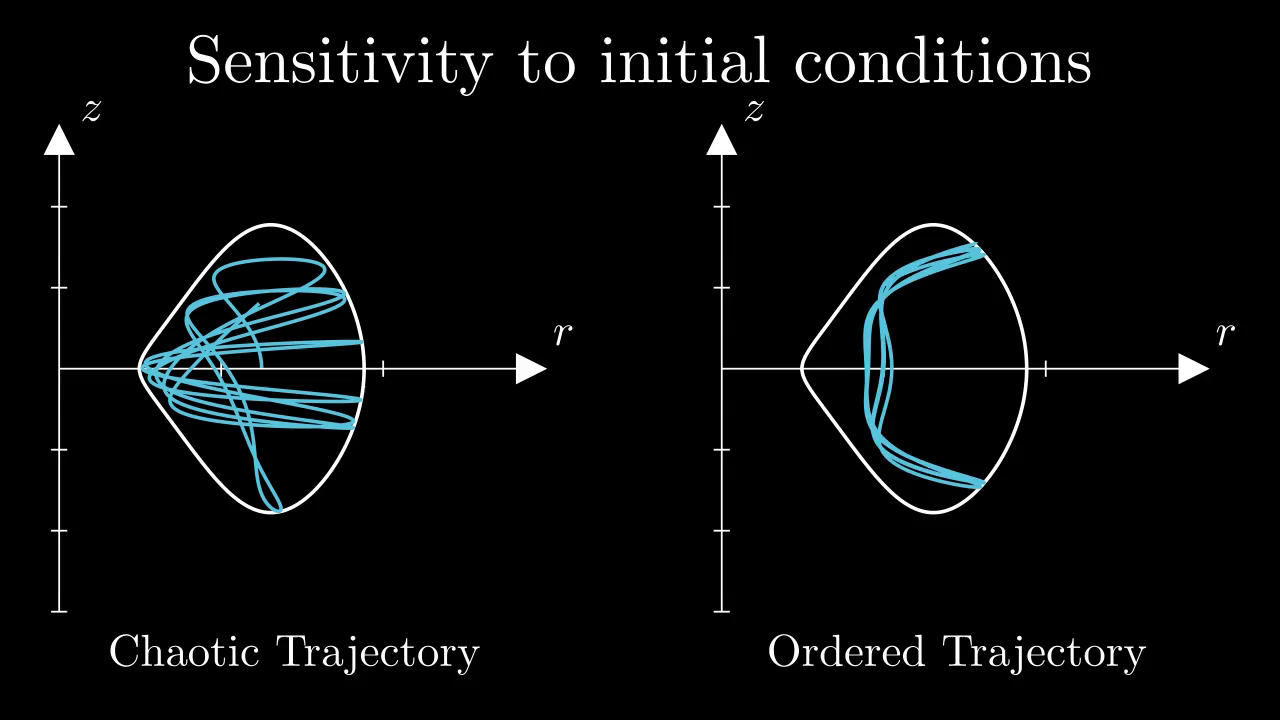 Sensitivity to initial conditions
z
r
Chaotic Trajectory
z
r
Ordered Trajectory